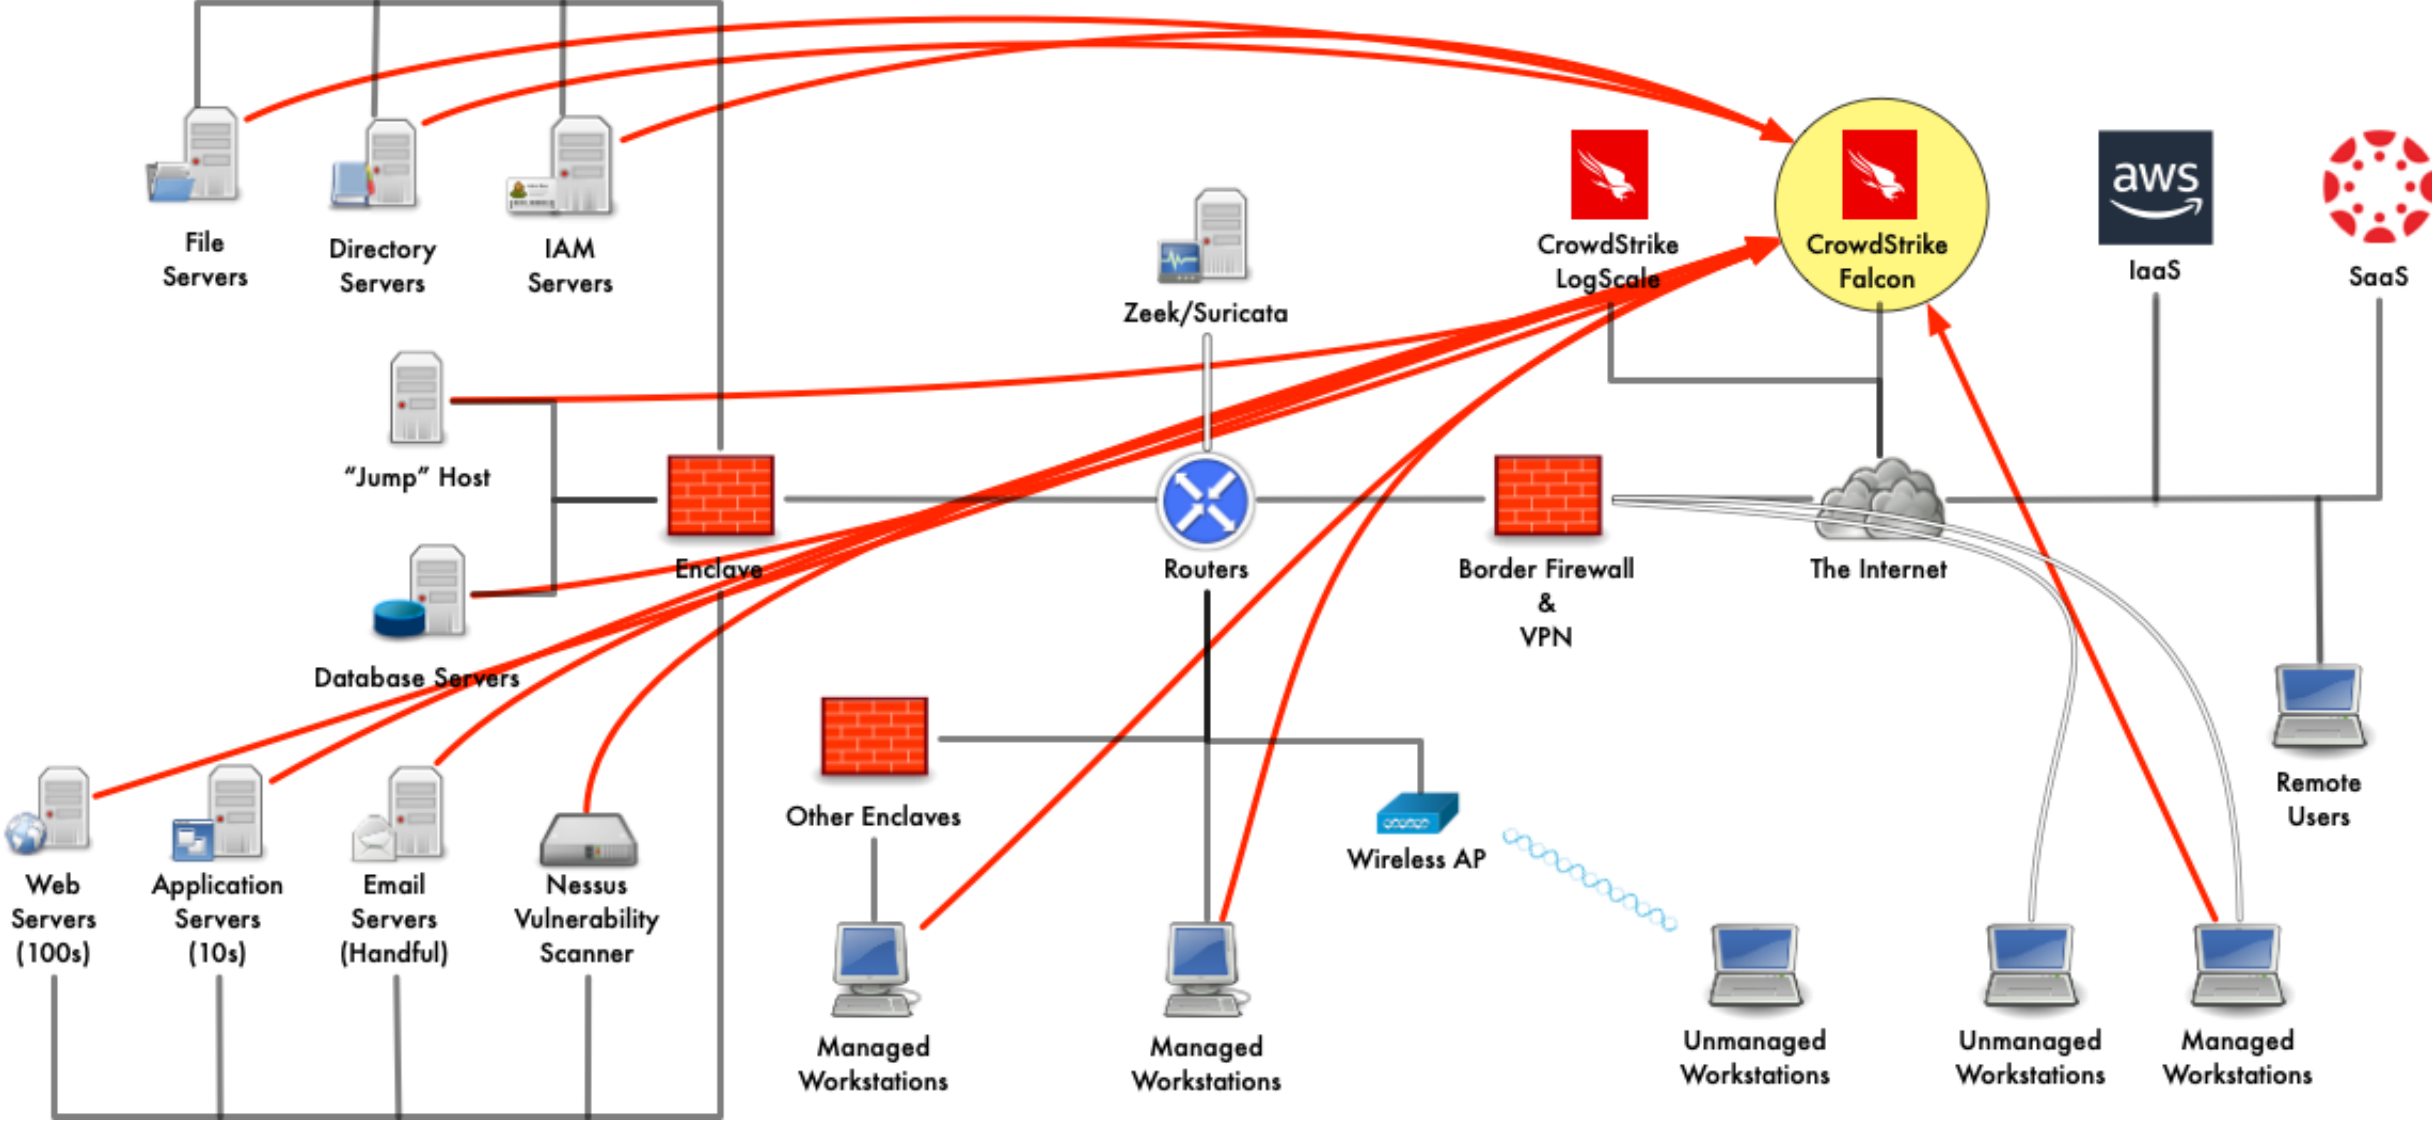 File
Servers
Directory
Servers
IAM
Servers
Zeek/Suricata
CrowdStrike
LogScale
CrowdStrike
Falcon
aws
IaaS
SaaS
“Jump” Host
Enclave
Routers
Border Firewall
&
VPN
The Internet
Database Servers
Remote
Users
Other Enclaves
Wireless AP
Web
Servers
(100s)
Application
Servers
(10s)
Email
Servers
(Handful)
Nessus
Vulnerability
Scanner
Managed
Workstations
Managed
Workstations
Unmanaged
Workstations
Unmanaged
Workstations
Managed
Workstations